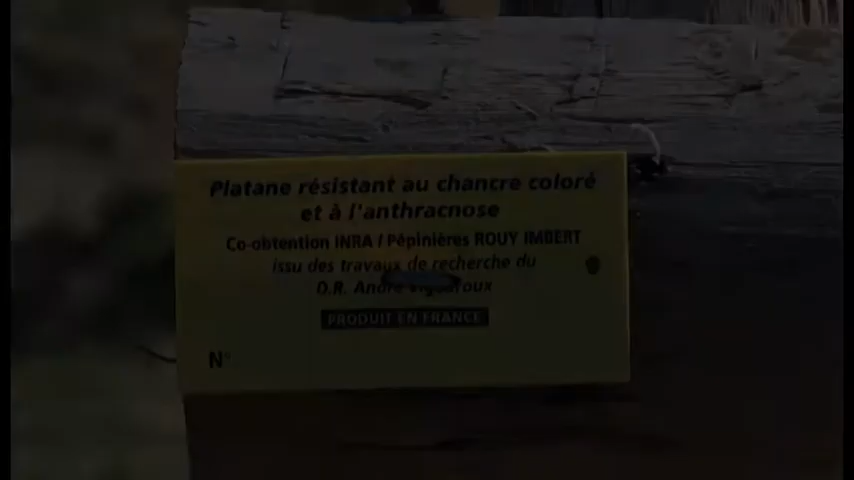 Platane résistant au chancre coloré
et à l'anthracnose
Co-obtention INRA / Pépinières ROUY IMBERT
issu des travaux de recherche du
D.R. André
PRODUIT EN FRANCE
N°